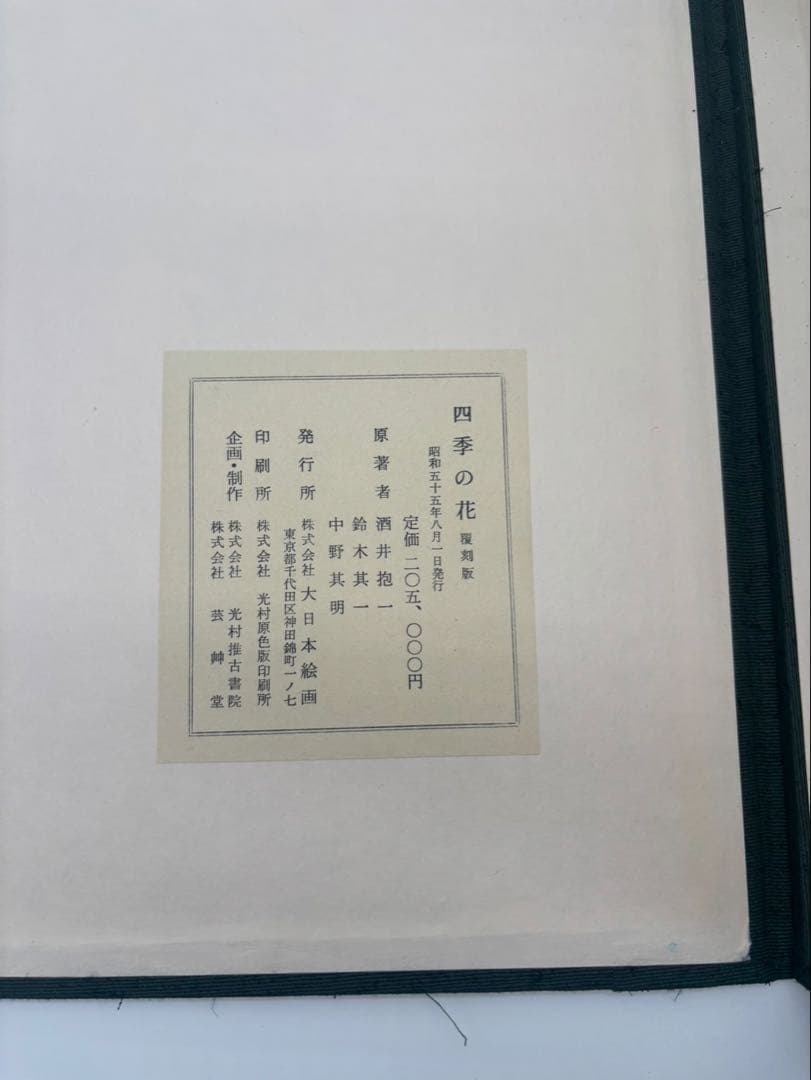 四季の花 覆刻版
昭和五十五年八月一日発行
定価 二〇五、〇〇〇円
原著者 酒井抱一
鈴木其一
中野其明
発行所 株式会社 大日本絵画
東京都千代田区神田錦町一ノ七
印刷所 株式会社 光村原色版印刷所
企画・制作 株式会社 光村推古書院
株式会社 芸艸堂